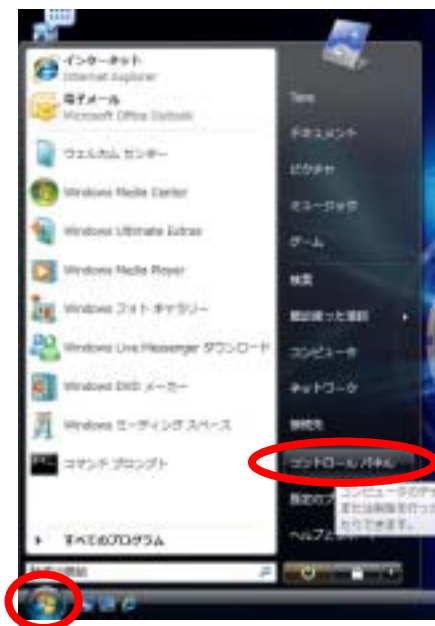 インターネット
Internet Explorer
電子メール
Microsoft Office Outlook
ウェルカム センター
Windows Media Center
Windows Ultimate Extras
Windows Media Player
Windows フォト ギャラリー
Windows Live Messenger ダウンロード
Windows DVD メーカー
Windows ミーティング スペース
コマンド プロンプト
すべてのプログラム
ドキュメント
ピクチャ
ミュージック
ゲーム
検索
最近使った項目
コンピュータ
ネットワーク
接続先
コントロール パネル